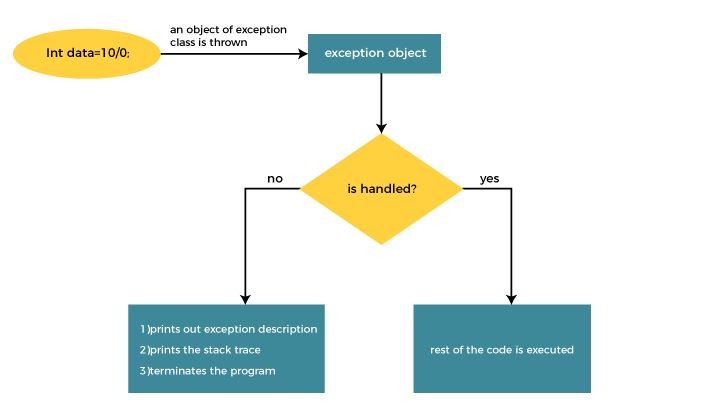 Int data=10/0;
an object of exception
class is thrown
exception object
is handled?
no
yes
1)prints out exception description
2)prints the stack trace
3)terminates the program
rest of the code is executed